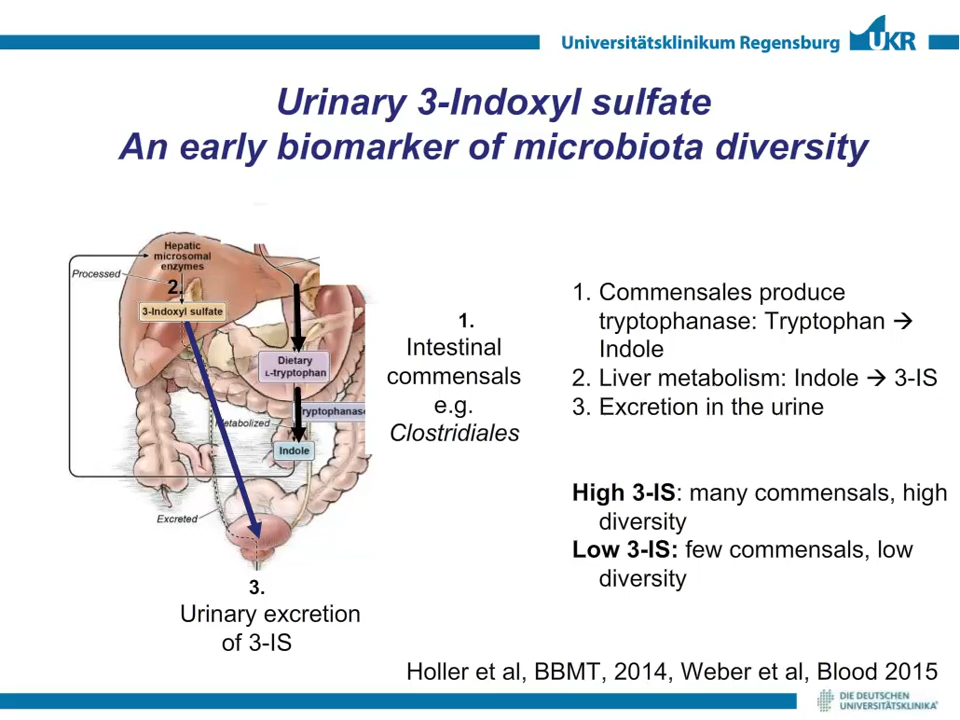 Universitätsklinikum Regensburg
UKR
Urinary 3-Indoxyl sulfate
An early biomarker of microbiota diversity
Hepatic
microsomal
enzymes
Processed
2.
3-Indoxyl sulfate
Dietary
L-tryptophan
Tryptophanase
Metabolized
Indole
Excreted
1.
Intestinal
commensals
e.g.
Clostridiales
3.
Urinary excretion
of 3-IS
1. Commensales produce
tryptophanase: Tryptophan →
Indole
2. Liver metabolism: Indole → 3-IS
3. Excretion in the urine
High 3-IS: many commensals, high
diversity
Low 3-IS: few commensals, low
diversity
Holler et al, BBMT, 2014, Weber et al, Blood 2015
DIE DEUTSCHEN
UNIVERSITÄTSKLINIKA